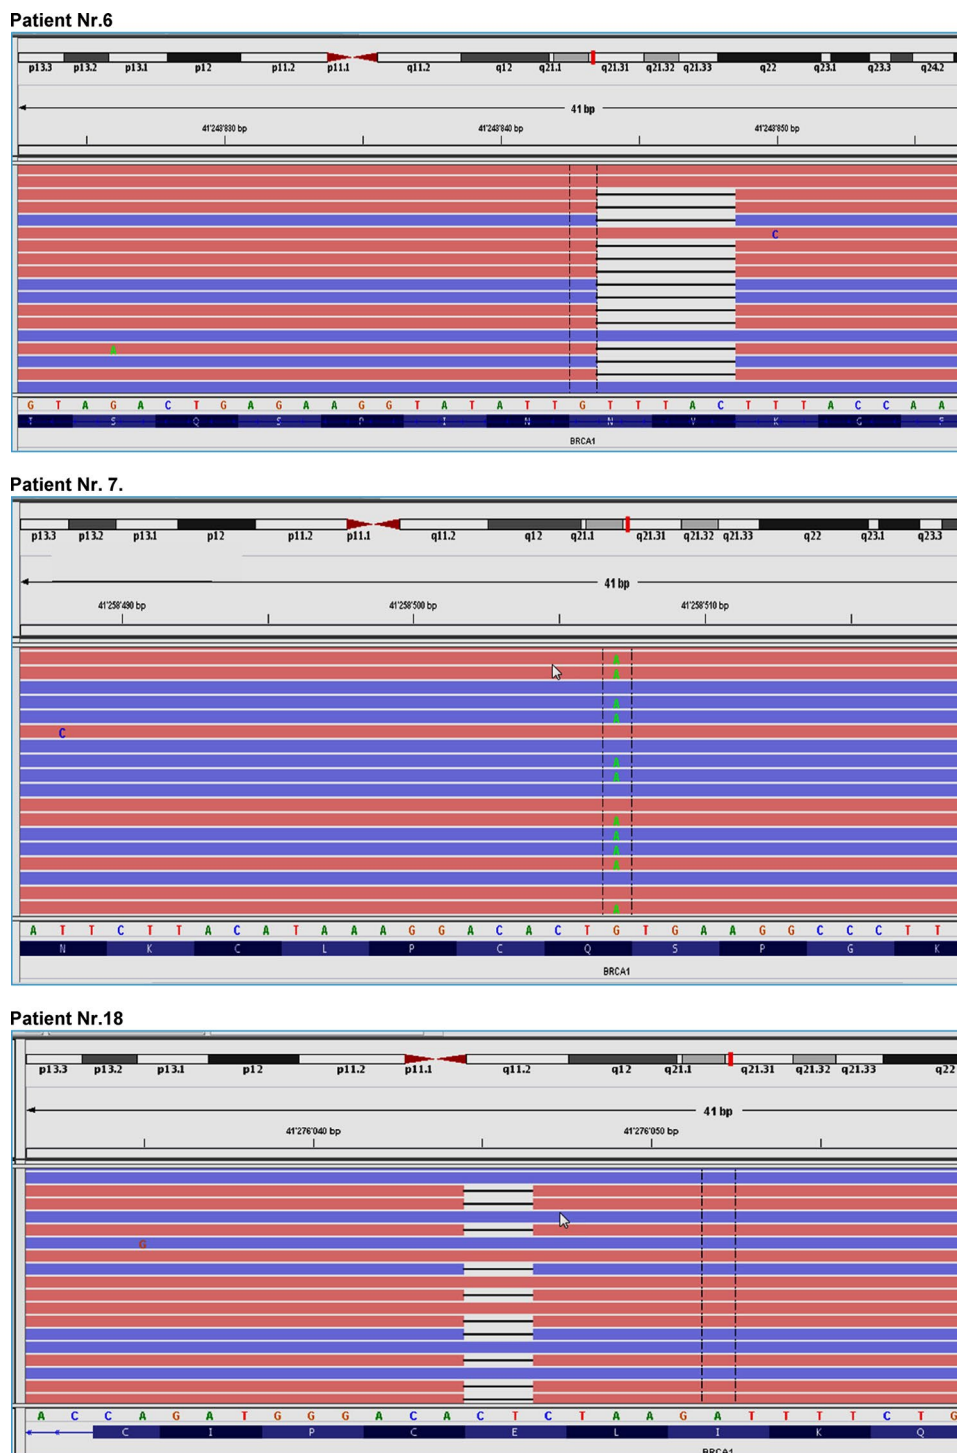 Patient Nr.6
p13.3 p13.2 p13.1 p12 p11.2 p11.1 q11.2 q12 q21.1 q21.31 q21.32 q21.33 q22 q23.1 q23.3 q24.2
41 bp
41'243'830 bp 41'243'840 bp 41'243'850 bp
C
A
G T A G A C T G A G A A G G T A T A T T G T T T A C T T T A C C A A
S Q S P I N N V K G
BRCA1
Patient Nr. 7.
p13.3 p13.2 p13.1 p12 p11.2 p11.1 q11.2 q12 q21.1 q21.31 q21.32 q21.33 q22 q23.1 q23.3
41 bp
41'258'490 bp 41'258'500 bp 41'258'510 bp
A
A
A
A
C
A
A
A
A
A
A
A
A T T C T T A C A T A A A G G A C A C T G T G A A G G C C C T T
N K C L P C Q S P G K
BRCA1
Patient Nr.18
p13.3 p13.2 p13.1 p12 p11.2 p11.1 q11.2 q12 q21.1 q21.31 q21.32 q21.33 q22
41 bp
41'276'040 bp 41'276'050 bp
G
A C C A G A T G G G A C A C T C T A A G A T T T T C T G
C I P C E L I K Q
BRCA1